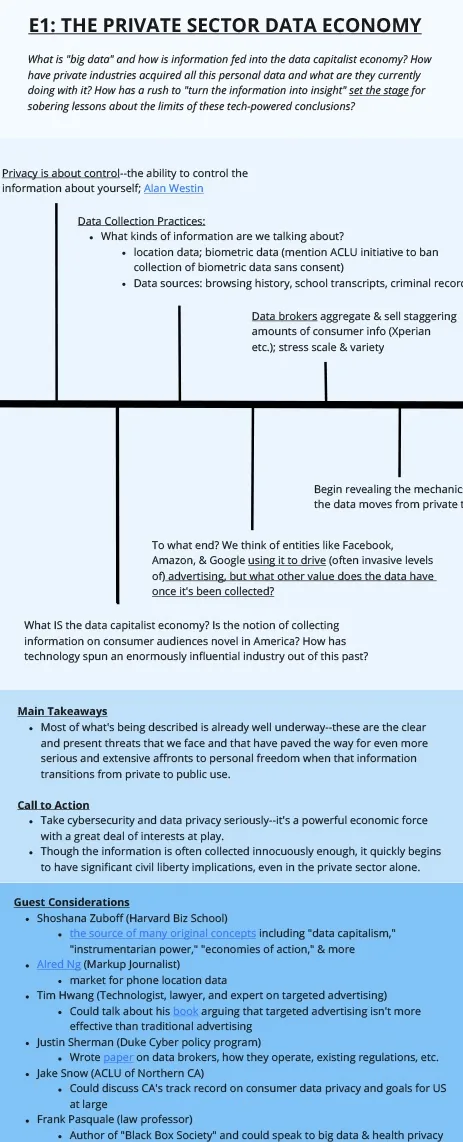 E1: THE PRIVATE SECTOR DATA ECONOMY
What is "big data" and how is information fed into the data capitalist economy? How
have private industries acquired all this personal data and what are they currently
doing with it? How has a rush to "turn the information into insight" set the stage for
sobering lessons about the limits of these tech-powered conclusions?
Privacy is about control--the ability to control the
information about yourself; Alan Westin
Data Collection Practices:
• What kinds of information are we talking about?
• location data; biometric data (mention ACLU initiative to ban
collection of biometric data sans consent)
• Data sources: browsing history, school transcripts, criminal recor
Data brokers aggregate & sell staggering
amounts of consumer info (Xperian
etc.); stress scale & variety
Begin revealing the mechanic
the data moves from private t
To what end? We think of entities like Facebook,
Amazon, & Google using it to drive (often invasive levels
of) advertising, but what other value does the data have
once it's been collected?
What IS the data capitalist economy? Is the notion of collecting
information on consumer audiences novel in America? How has
technology spun an enormously influential industry out of this past?
Main Takeaways
• Most of what's being described is already well underway--these are the clear
and present threats that we face and that have paved the way for even more
serious and extensive affronts to personal freedom when that information
transitions from private to public use.
Call to Action
• Take cybersecurity and data privacy seriously--it's a powerful economic force
with a great deal of interests at play.
• Though the information is often collected innocuously enough, it quickly begins
to have significant civil liberty implications, even in the private sector alone.
Guest Considerations
• Shoshana Zuboff (Harvard Biz School)
• the source of many original concepts including "data capitalism,"
"instrumentarian power," "economies of action," & more
• Alred Ng (Markup Journalist)
• market for phone location data
• Tim Hwang (Technologist, lawyer, and expert on targeted advertising)
• Could talk about his book arguing that targeted advertising isn't more
effective than traditional advertising
• Justin Sherman (Duke Cyber policy program)
• Wrote paper on data brokers, how they operate, existing regulations, etc.
• Jake Snow (ACLU of Northern CA)
• Could discuss CA's track record on consumer data privacy and goals for US
at large
• Frank Pasquale (law professor)
• Author of "Black Box Society" and could speak to big data & health privacy